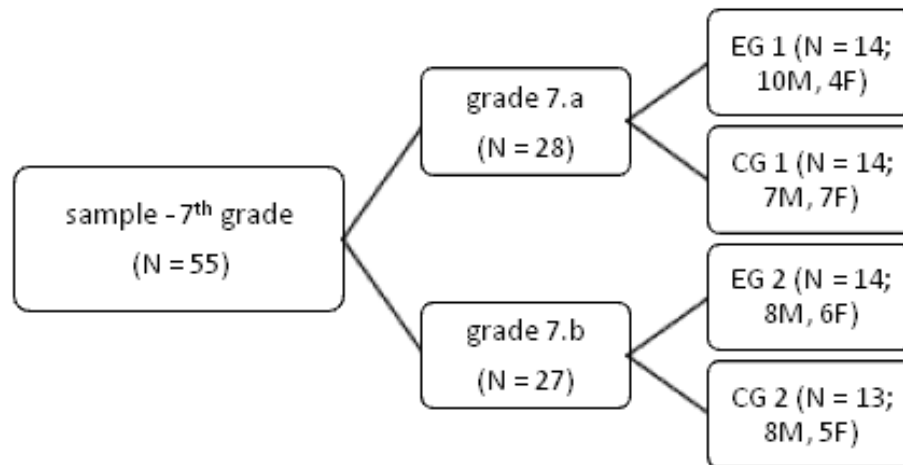 sample - 7th grade
(N = 55)
grade 7.a
(N = 28)
grade 7.b
(N = 27)
EG 1 (N = 14;
10M, 4F)
CG 1 (N = 14;
7M, 7F)
EG 2 (N = 14;
8M, 6F)
CG 2 (N = 13;
8M, 5F)